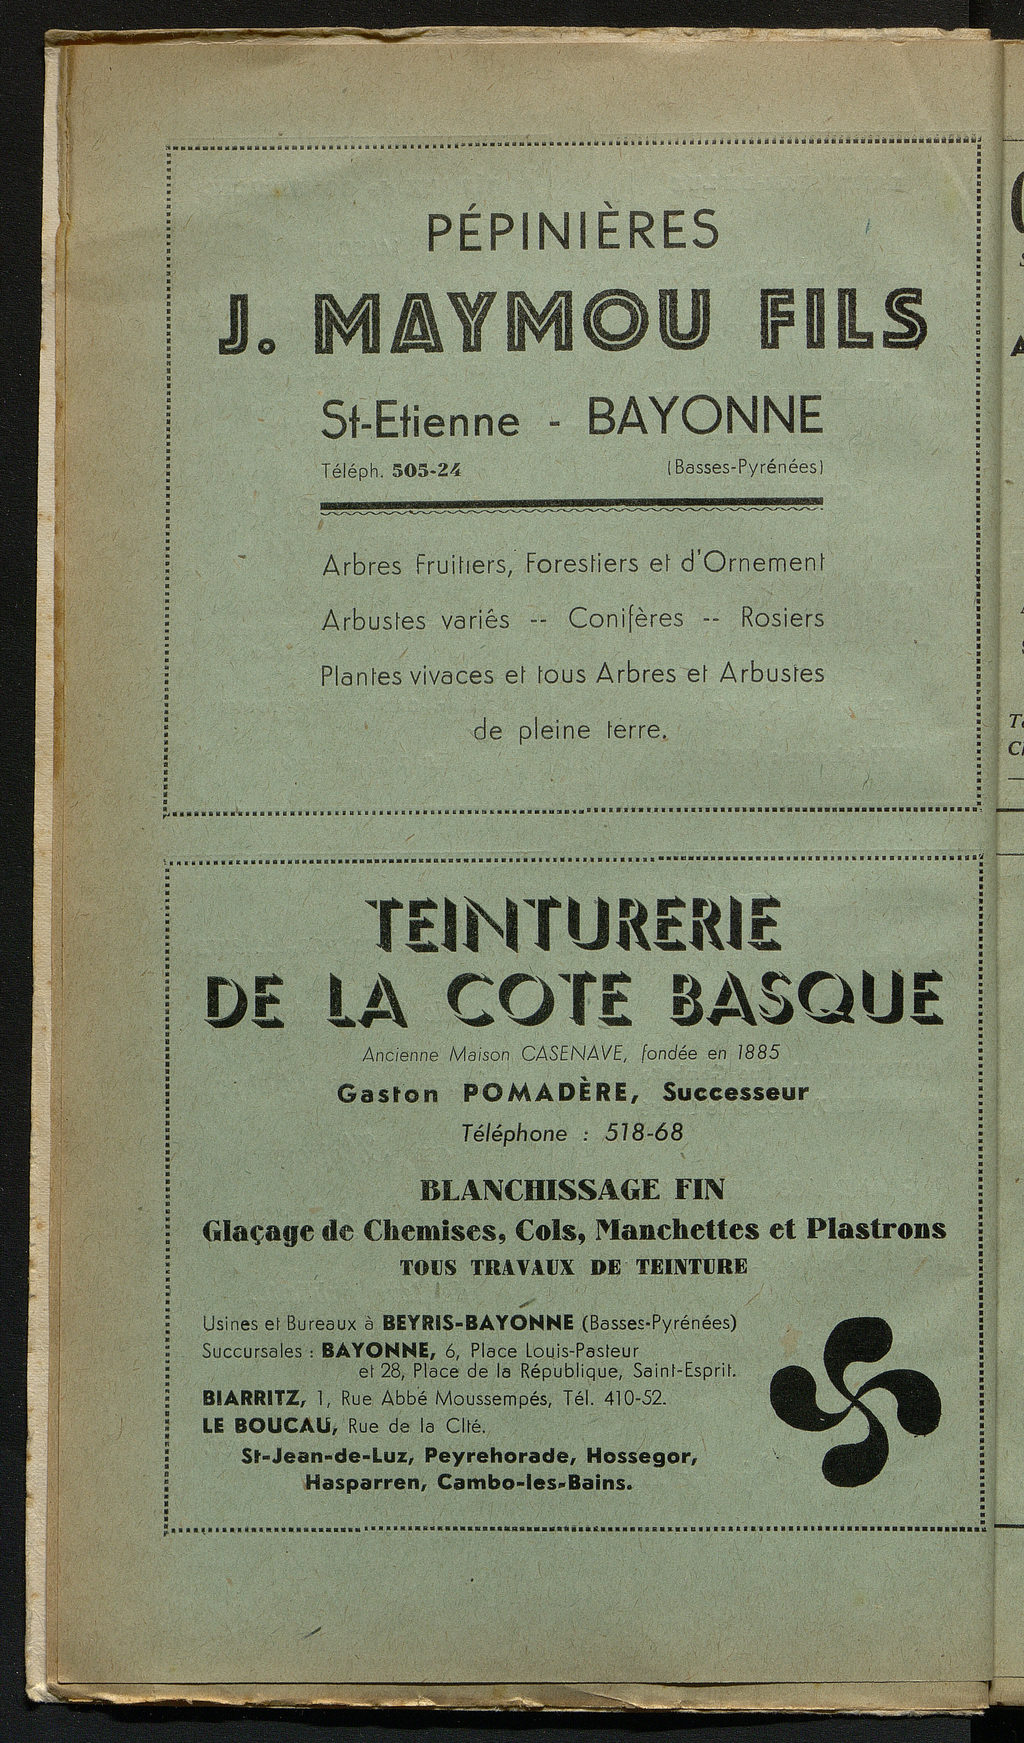 PÉPINIÈRES
J. MAYMOU FILS
St-Etienne - BAYONNE
Téléph. 505-24 (Basses-Pyrénées)
Arbres Fruitiers, Forestiers et d'Ornement
Arbustes variés -- Conifères -- Rosiers
Plantes vivaces et tous Arbres et Arbustes
de pleine terre.
TEINTURERIE
DE LA COTE BASQUE
Ancienne Maison CASENAVE, fondée en 1885
Gaston POMADÈRE, Successeur
Téléphone : 518-68
BLANCHISSAGE FIN
Glaçage de Chemises, Cols, Manchettes et Plastrons
TOUS TRAVAUX DE TEINTURE
Usines et Bureaux à BEYRIS-BAYONNE (Basses-Pyrénées)
Succursales : BAYONNE, 6, Place Louis-Pasteur
et 28, Place de la République, Saint-Esprit.
BIARRITZ, 1, Rue Abbé Moussempés, Tél. 410-52.
LE BOUCAU, Rue de la CIté.
St-Jean-de-Luz, Peyrehorade, Hossegor,
Hasparren, Cambo-les-Bains.